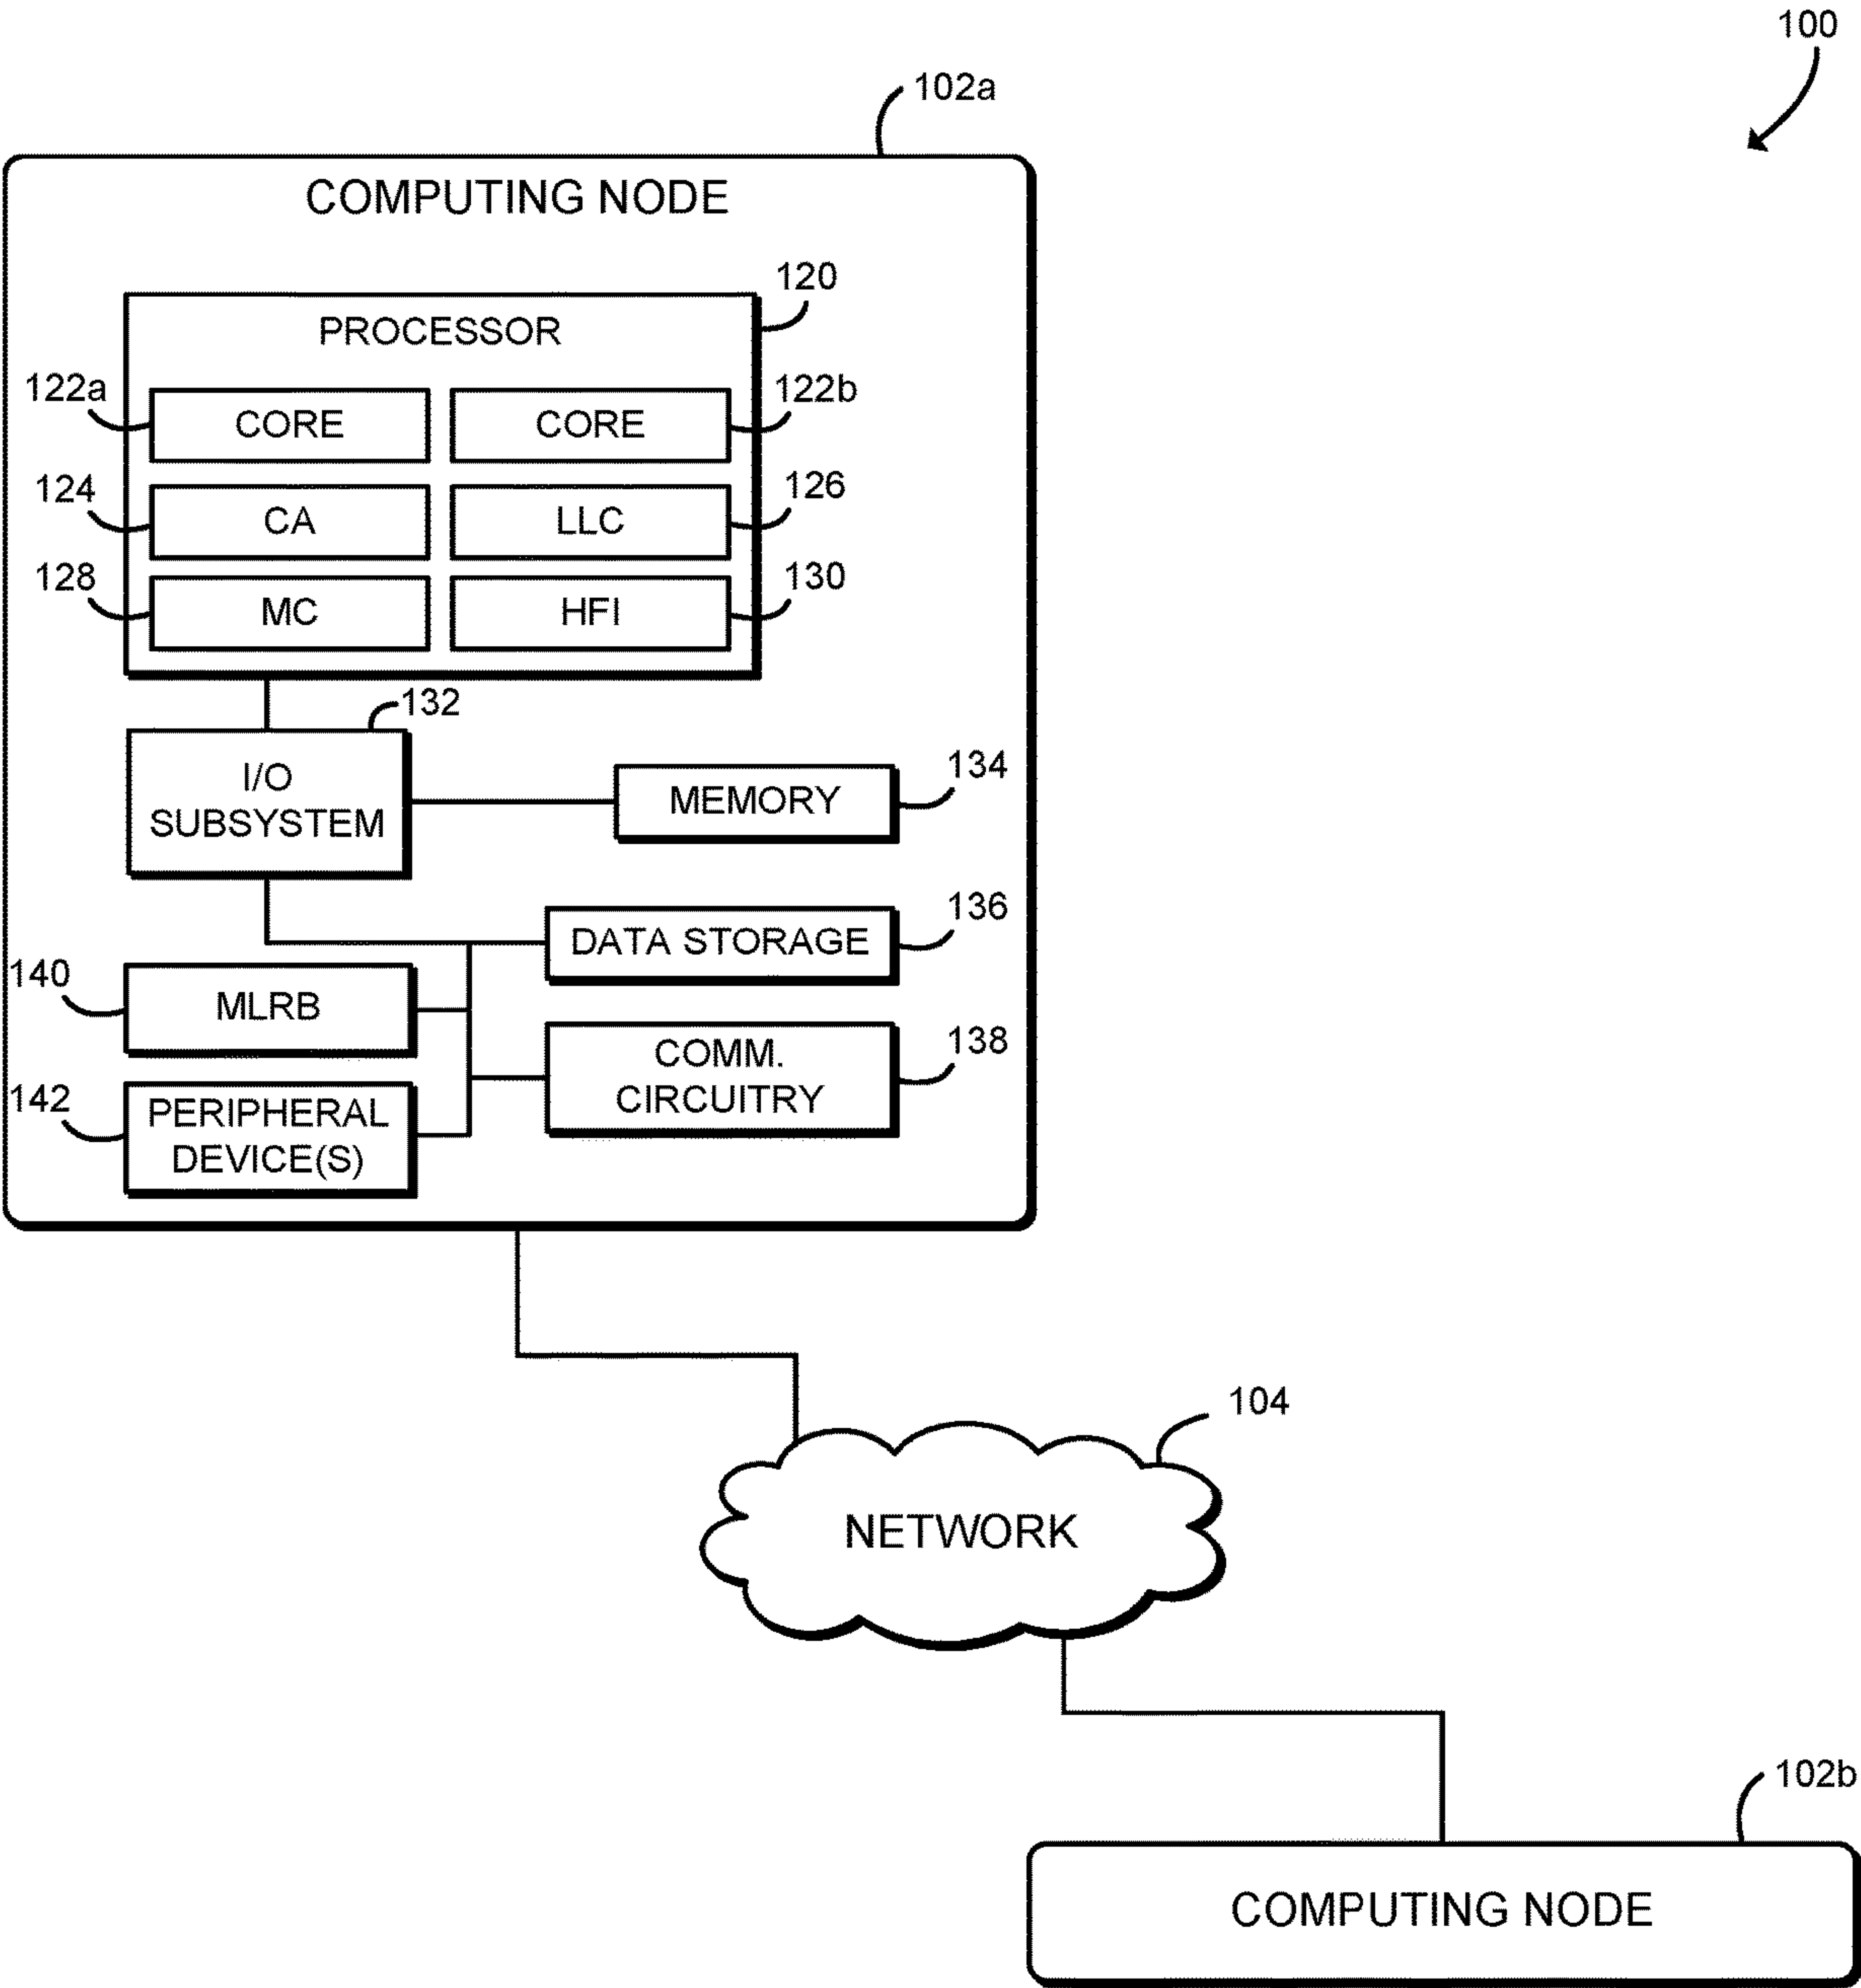 100
102a
COMPUTING NODE
120
PROCESSOR
122a
CORE
CORE
122b
124
CA
LLC
126
128
MC
HFI
130
132
I/O
SUBSYSTEM
MEMORY
134
DATA STORAGE
136
140
MLRB
COMM.
CIRCUITRY
138
142
PERIPHERAL
DEVICE(S)
104
NETWORK
102b
COMPUTING NODE